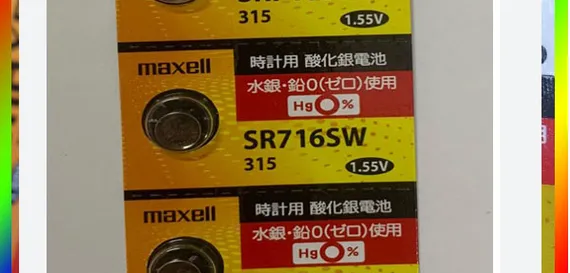 315
1.55V
maxell
時計用 酸化銀電池
水銀・鉛0(ゼロ)使用
Hg 0%
SR716SW
315
1.55V
maxell
時計用 酸化銀電池
水銀・鉛0(ゼロ)使用
Hg 0%